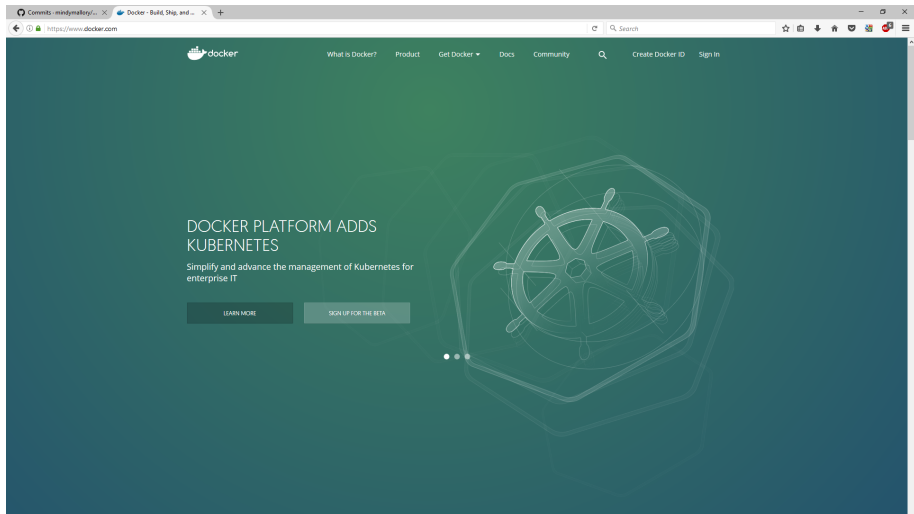 Commits · mindymallory/...
Docker - Build, Ship, and ...
https://www.docker.com
Search
docker
What is Docker?
Product
Get Docker
Docs
Community
Create Docker ID
Sign In
DOCKER PLATFORM ADDS
KUBERNETES
Simplify and advance the management of Kubernetes for
enterprise IT
LEARN MORE
SIGN UP FOR THE BETA